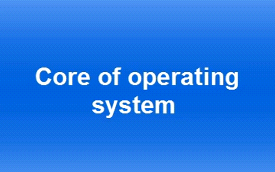 Core of operating
system